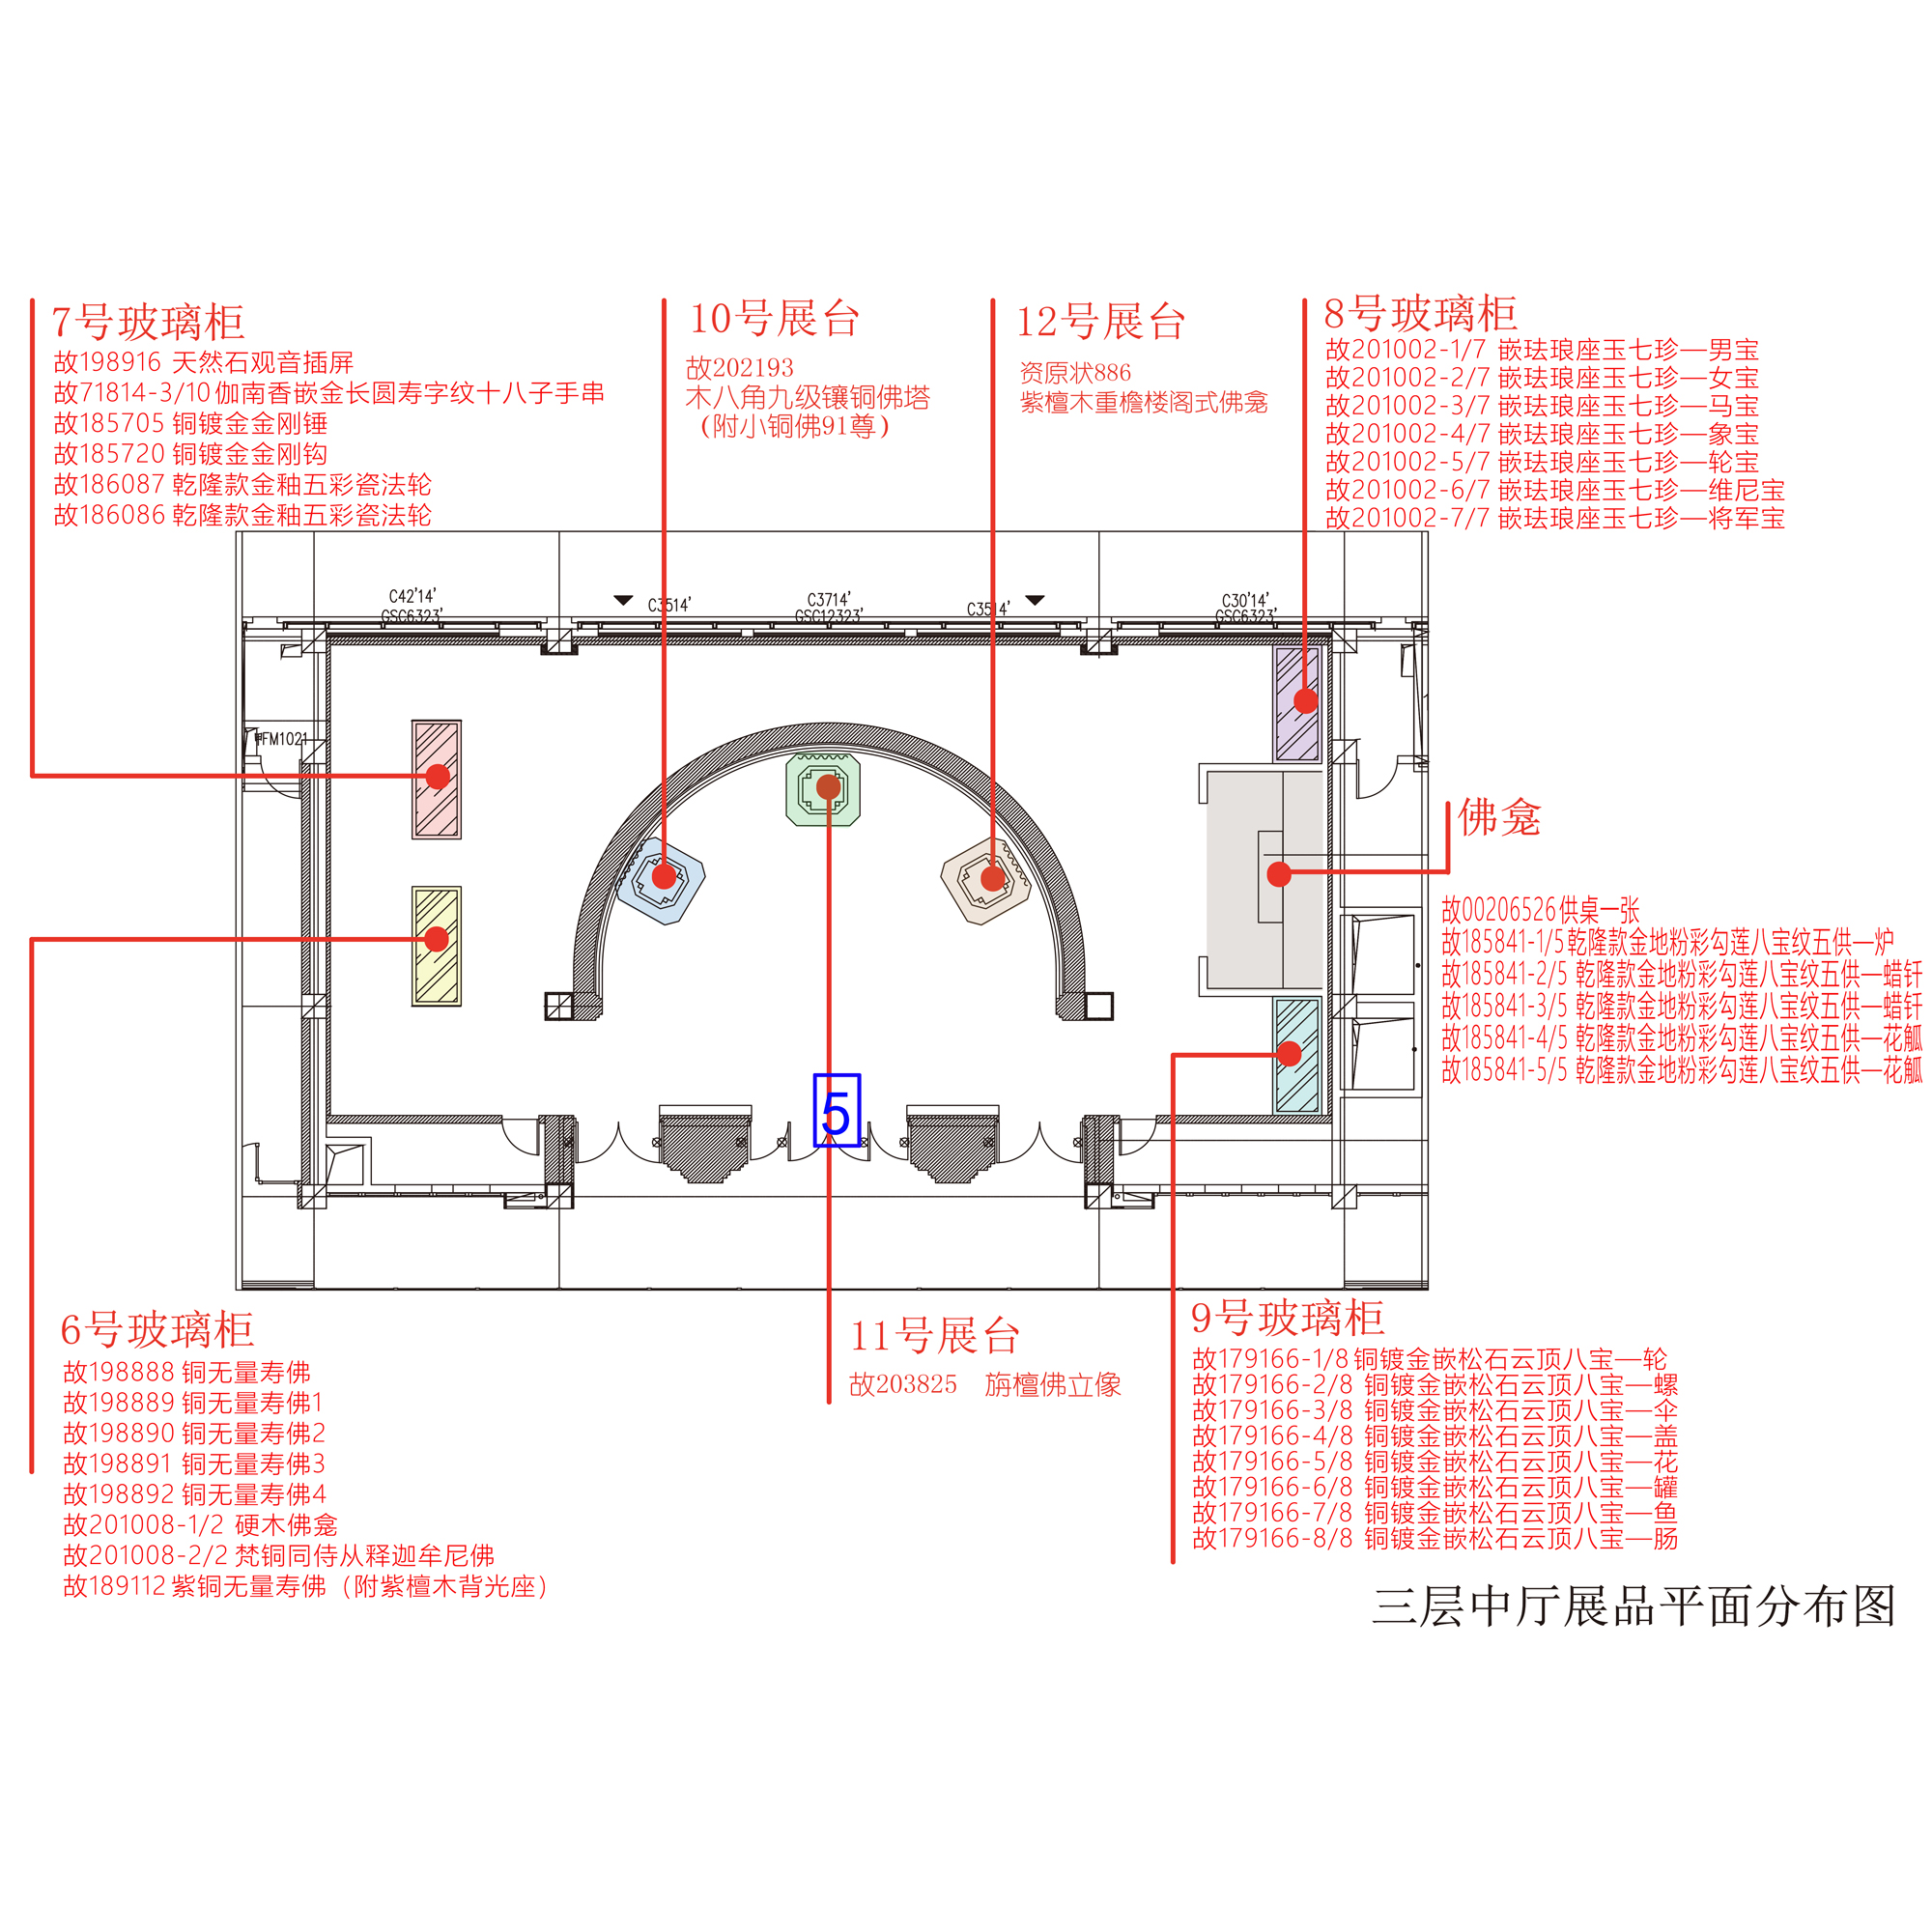 7号玻璃柜
故198916 天然石观音插屏
故71814-3/10 伽南香嵌金长圆寿字纹十八子手串
故185705 铜镀金金刚锤
故185720 铜镀金金刚钩
故186087 乾隆款金釉五彩瓷法轮
故186086 乾隆款金釉五彩瓷法轮
10号展台
故202193
木八角九级镶铜佛塔
（附小铜佛91尊）
12号展台
资原状886
紫檀木重檐楼阁式佛龛
8号玻璃柜
故201002-1/7 嵌珐琅座玉七珍—男宝
故201002-2/7 嵌珐琅座玉七珍—女宝
故201002-3/7 嵌珐琅座玉七珍—马宝
故201002-4/7 嵌珐琅座玉七珍—象宝
故201002-5/7 嵌珐琅座玉七珍—轮宝
故201002-6/7 嵌珐琅座玉七珍—维尼宝
故201002-7/7 嵌珐琅座玉七珍—将军宝
C42'14'
GSC6323'
C3514'
C3714'
GSC12323'
C3514'
C30'14'
GSC6323'
FM1021
佛龛
故00206526 供桌一张
故185841-1/5 乾隆款金地粉彩勾莲八宝纹五供—炉
故185841-2/5 乾隆款金地粉彩勾莲八宝纹五供—蜡钎
故185841-3/5 乾隆款金地粉彩勾莲八宝纹五供—蜡钎
故185841-4/5 乾隆款金地粉彩勾莲八宝纹五供—花觚
故185841-5/5 乾隆款金地粉彩勾莲八宝纹五供—花觚
5
6号玻璃柜
故198888 铜无量寿佛
故198889 铜无量寿佛1
故198890 铜无量寿佛2
故198891 铜无量寿佛3
故198892 铜无量寿佛4
故201008-1/2 硬木佛龛
故201008-2/2 梵铜同侍从释迦牟尼佛
故189112 紫铜无量寿佛（附紫檀木背光座）
11号展台
故203825 旃檀佛立像
9号玻璃柜
故179166-1/8 铜镀金嵌松石云顶八宝—轮
故179166-2/8 铜镀金嵌松石云顶八宝—螺
故179166-3/8 铜镀金嵌松石云顶八宝—伞
故179166-4/8 铜镀金嵌松石云顶八宝—盖
故179166-5/8 铜镀金嵌松石云顶八宝—花
故179166-6/8 铜镀金嵌松石云顶八宝—罐
故179166-7/8 铜镀金嵌松石云顶八宝—鱼
故179166-8/8 铜镀金嵌松石云顶八宝—肠
三层中厅展品平面分布图